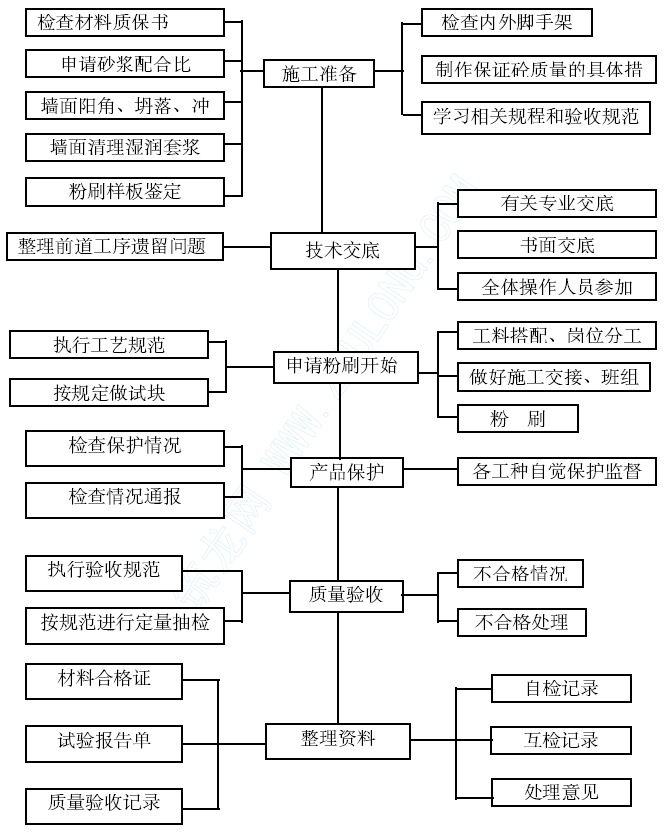 检查材料质保书
申请砂浆配合比
墙面阳角、坍落、冲
墙面清理湿润套浆
粉刷样板鉴定
施工准备
检查内外脚手架
制作保证砼质量的具体措
学习相关规程和验收规范
整理前道工序遗留问题
技术交底
有关专业交底
书面交底
全体操作人员参加
执行工艺规范
按规定做试块
申请粉刷开始
工料搭配、岗位分工
做好施工交接、班组
粉 刷
检查保护情况
检查情况通报
产品保护
各工种自觉保护监督
执行验收规范
按规范进行定量抽检
质量验收
不合格情况
不合格处理
材料合格证
试验报告单
质量验收记录
整理资料
自检记录
互检记录
处理意见